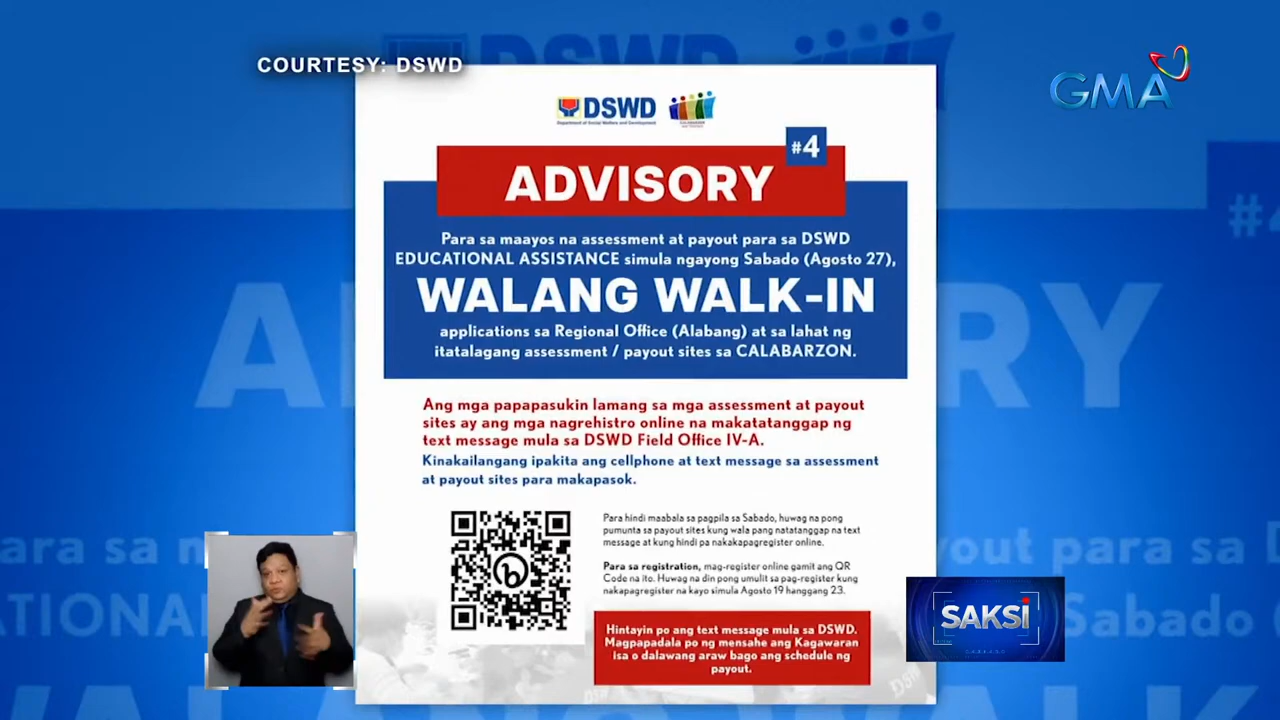 COURTESY: DSWD
GMA
DSWD
Department of Social Welfare and Development
#4
ADVISORY
Para sa maayos na assessment at payout para sa DSWD
EDUCATIONAL ASSISTANCE simula ngayong Sabado (Agosto 27),
WALANG WALK-IN
applications sa Regional Office (Alabang) at sa lahat ng
itatalagang assessment / payout sites sa CALABARZON.
Ang mga papapasukin lamang sa mga assessment at payout
sites ay ang mga nagrehistro online na makatatanggap ng
text message mula sa DSWD Field Office IV-A.
Kinakailangang ipakita ang cellphone at text message sa assessment
at payout sites para makapasok.
Para hindi maabala sa pagpila sa Sabado, huwag na pong
pumunta sa payout sites kung wala pang natatanggap na text
message at kung hindi pa nakakapagregister online.
Para sa registration, mag-register online gamit ang QR
Code na ito. Huwag na din pong umulit sa pag-register kung
nakapagregister na kayo simula Agosto 19 hanggang 23.
Hintayin po ang text message mula sa DSWD.
Magpapadala po ng mensahe ang Kagawaran
isa o dalawang araw bago ang schedule ng
payout.
SAKSI